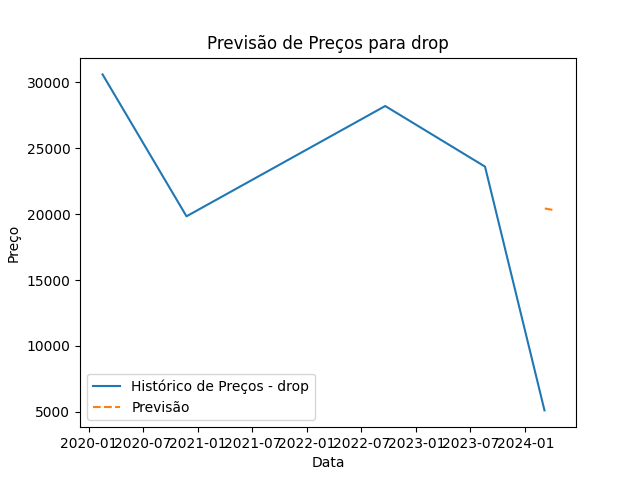 Previsão de Preços para drop
Preço
30000
25000
20000
15000
10000
5000
Histórico de Preços - drop
Previsão
2020-01 2020-07 2021-01 2021-07 2022-01 2022-07 2023-01 2023-07 2024-01
Data